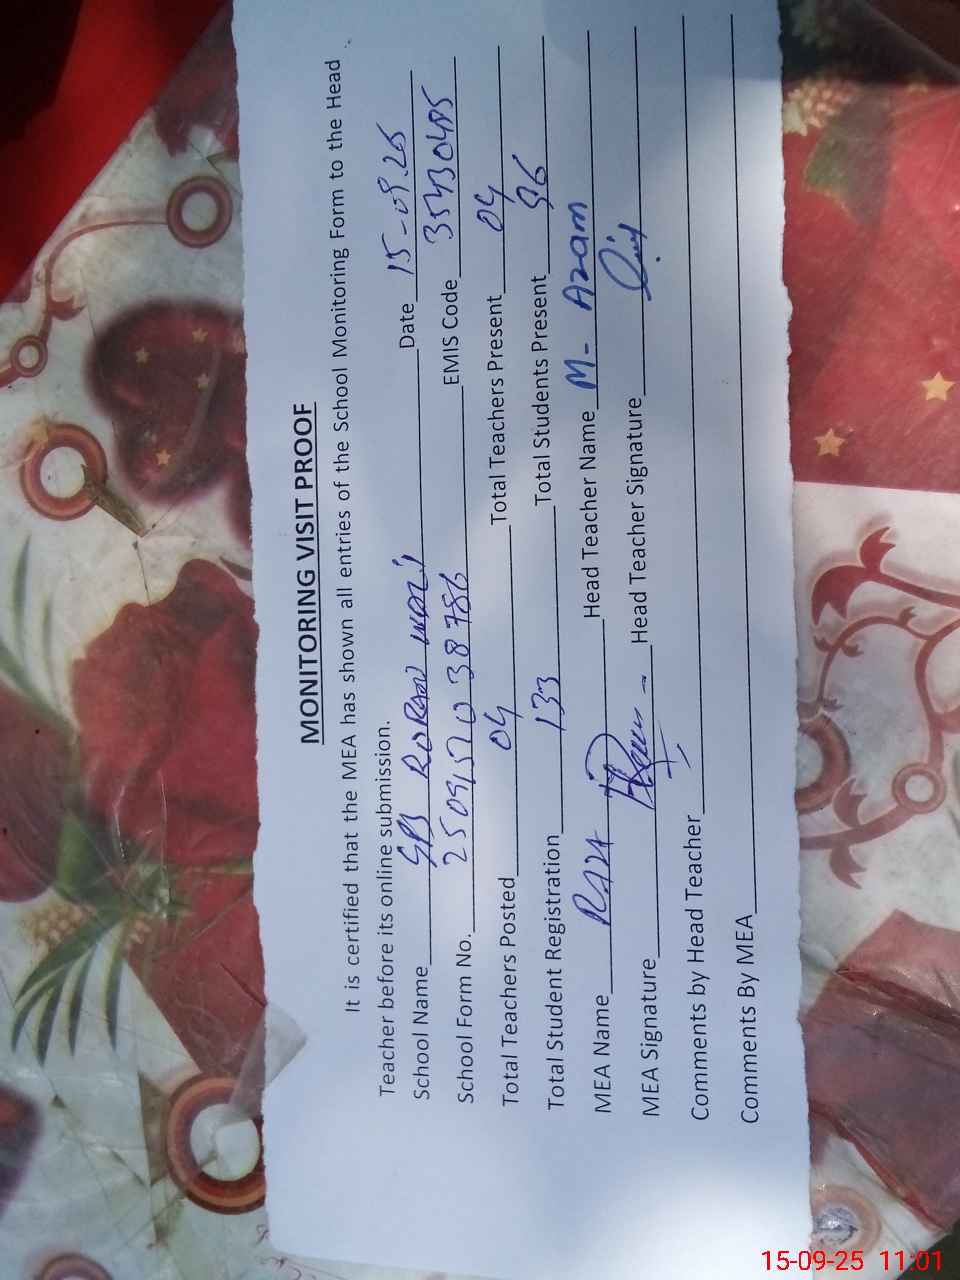 MONITORING VISIT PROOF
It is certified that the MEA has shown all entries of the School Monitoring Form to the Head
Teacher before its online submission.
School Name GPS Date 15-09.25
School Form No. 2509157038786 EMIS Code 35430485
Total Teachers Posted 04 Total Teachers Present 04
Total Student Registration 133 Total Students Present 96
MEA Name RAZA Head Teacher Name M- Azam
MEA Signature Head Teacher Signature
Comments by Head Teacher
Comments By MEA
15-09-25 11:01